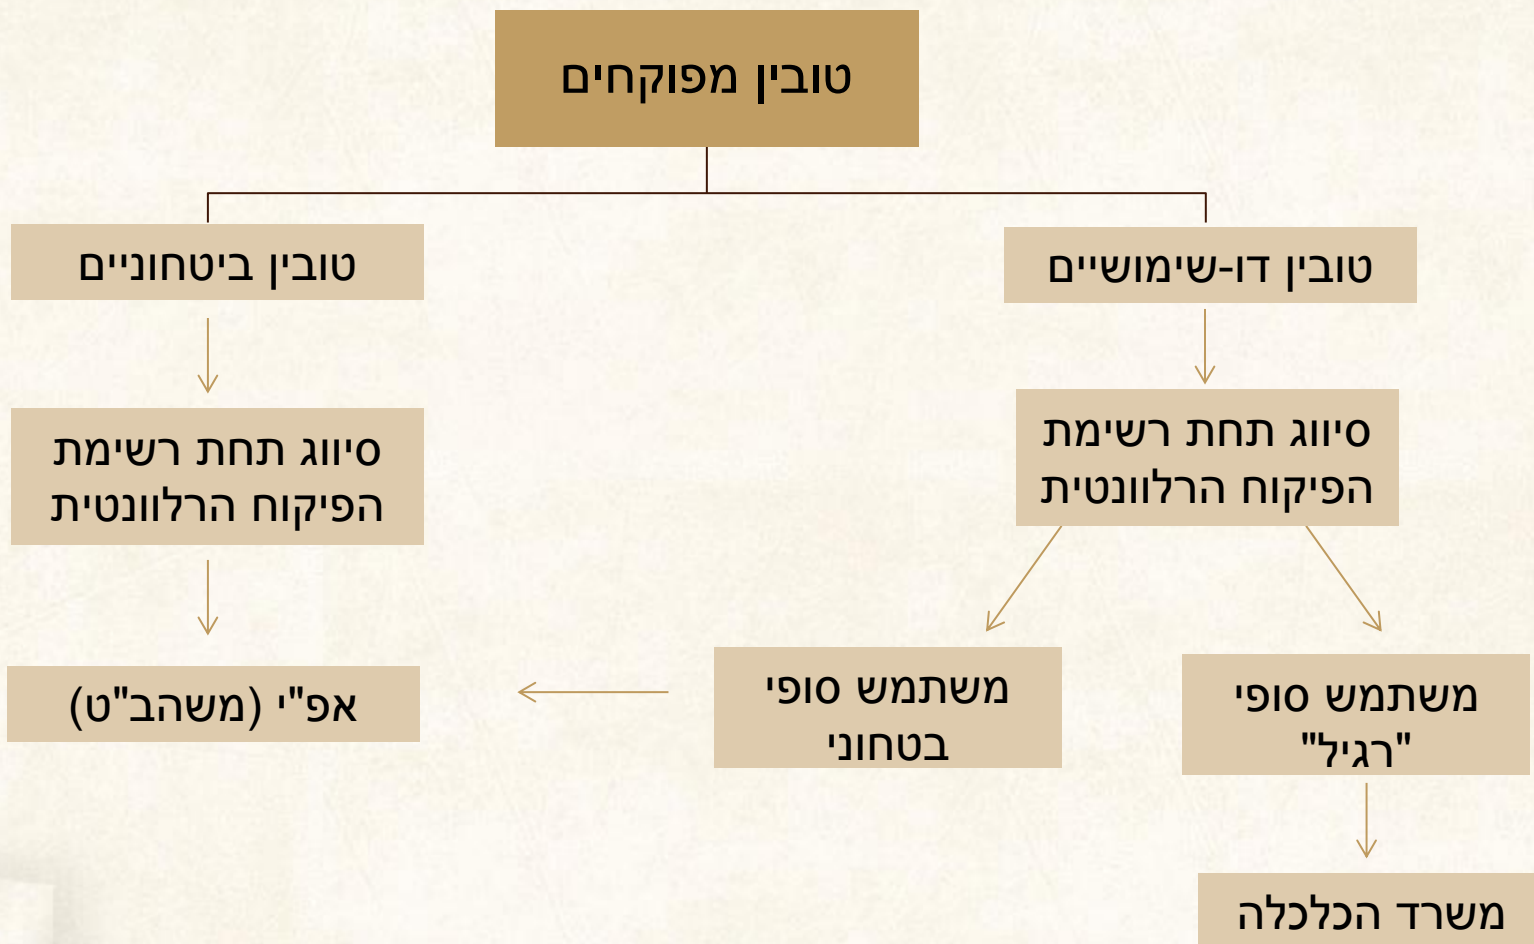 טובין מפוקחים
טובין דו-שימושיים
טובין ביטחוניים
סיווג תחת רשימת
הפיקוח הרלוונטית
סיווג תחת רשימת
הפיקוח הרלוונטית
משתמש סופי
"רגיל"
משתמש סופי
בטחוני
אפ"י (משהב"ט)
משרד הכלכלה